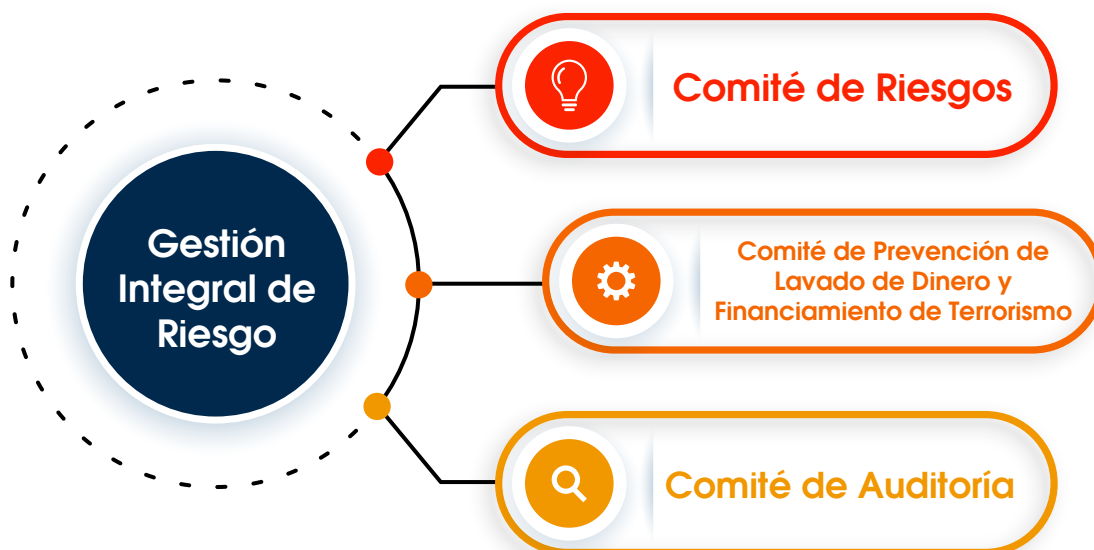 Gestión
Integral de
Riesgo
Comité de Riesgos
Comité de Prevención de
Lavado de Dinero y
Financiamiento de Terrorismo
Comité de Auditoría